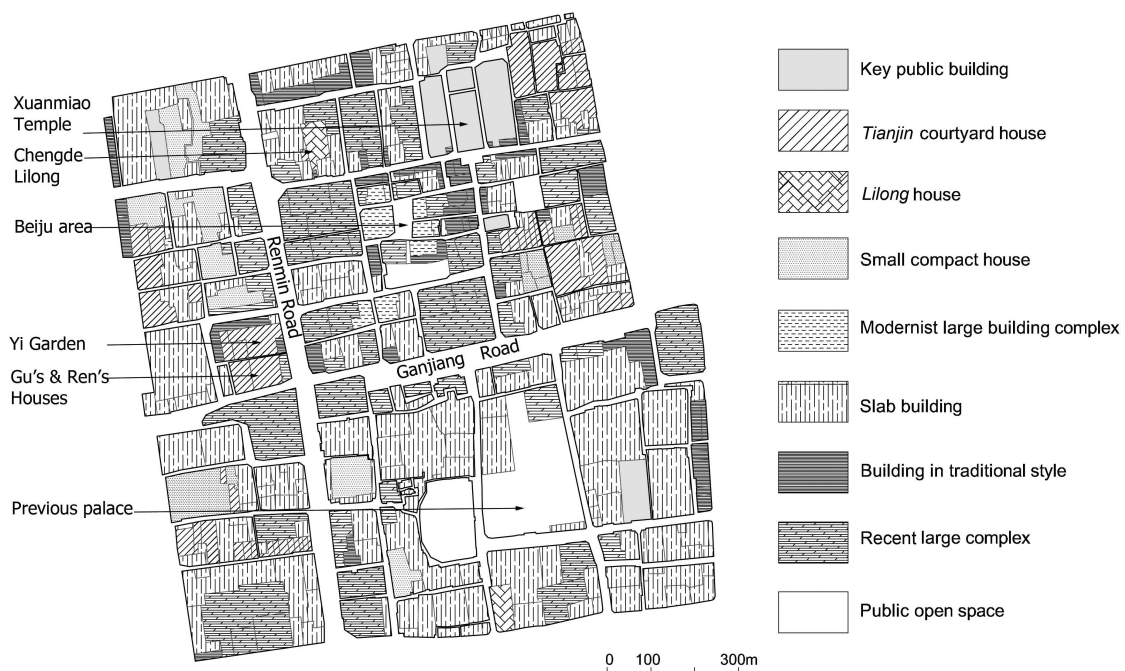 Xuanmiao
Temple
Chengde
Lilong
Beiju area
Yi Garden
Gu's & Ren's
Houses
Previous palace
Renmin Road
Ganjiang Road
Key public building
Tianjin courtyard house
Lilong house
Small compact house
Modernist large building complex
Slab building
Building in traditional style
Recent large complex
Public open space
0 100 300m